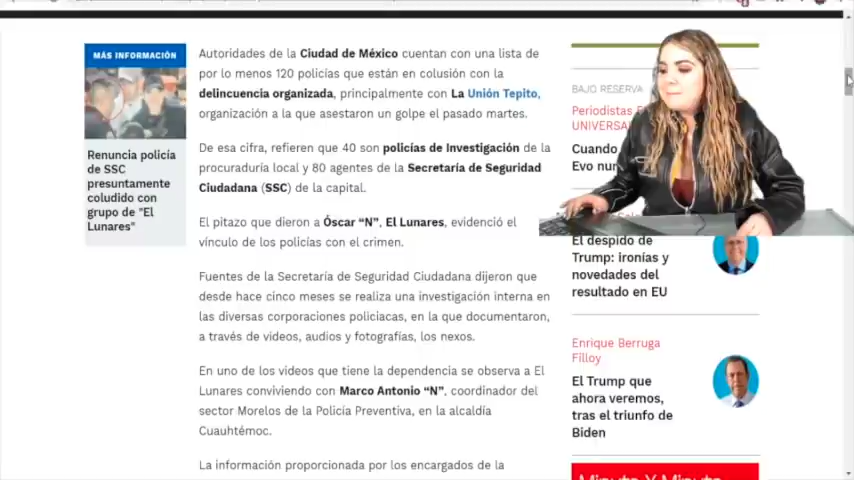 MÁS INFORMACIÓN
Renuncia policía
de SSC
presuntamente
coludido con
grupo de "El
Lunares"
Autoridades de la Ciudad de México cuentan con una lista de
por lo menos 120 policías que están en colusión con la
delincuencia organizada, principalmente con La Unión Tepito,
organización a la que asestaron un golpe el pasado martes.
De esa cifra, refieren que 40 son policías de Investigación de la
procuraduría local y 80 agentes de la Secretaría de Seguridad
Ciudadana (SSC) de la capital.
El pitazo que dieron a Óscar “N”, El Lunares, evidenció el
vínculo de los policías con el crimen.
Fuentes de la Secretaría de Seguridad Ciudadana dijeron que
desde hace cinco meses se realiza una investigación interna en
las diversas corporaciones policiacas, en la que documentaron,
a través de videos, audios y fotografías, los nexos.
En uno de los videos que tiene la dependencia se observa a El
Lunares conviviendo con Marco Antonio “N”, coordinador del
sector Morelos de la Policía Preventiva, en la alcaldía
Cuauhtémoc.
La información proporcionada por los encargados de la
BAJO RESERVA
Periodistas E
UNIVERSA
Cuando
Evo nu
El despido de
Trump: ironías y
novedades del
resultado en EU
Enrique Berruga
Filloy
El Trump que
ahora veremos,
tras el triunfo de
Biden
Minuto X Minuto